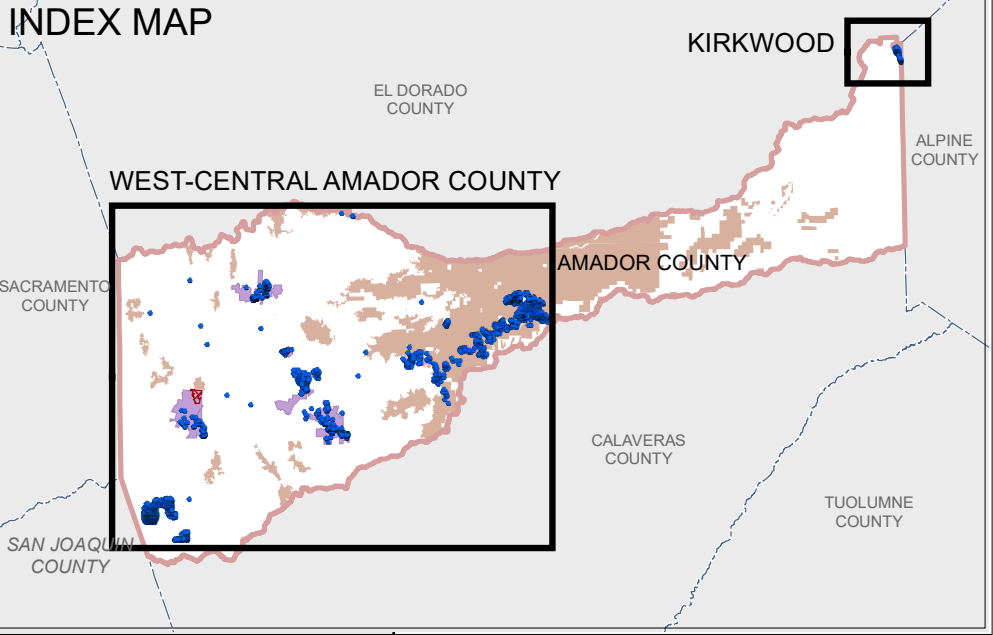 INDEX MAP
KIRKWOOD
EL DORADO
COUNTY
ALPINE
COUNTY
WEST-CENTRAL AMADOR COUNTY
AMADOR COUNTY
SACRAMENTO
COUNTY
CALAVERAS
COUNTY
TUOLUMNE
COUNTY
SAN JOAQUIN
COUNTY